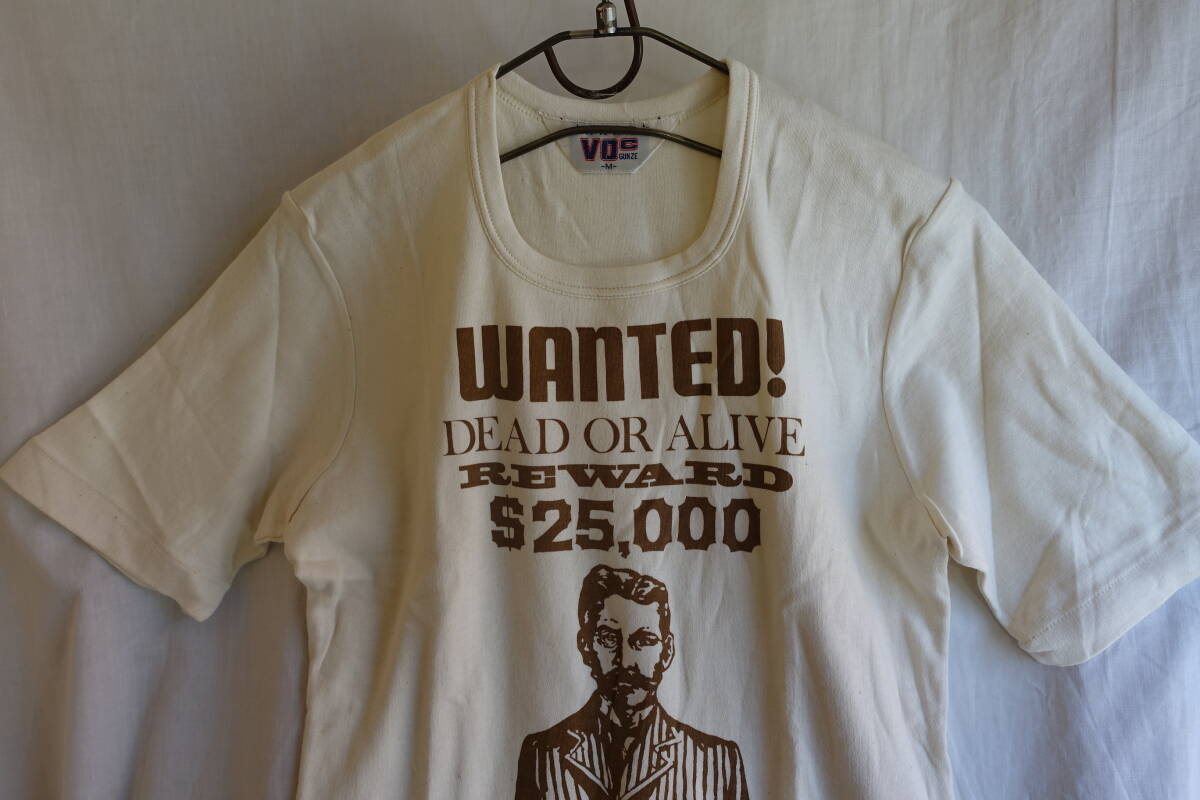 VOC
GUNZE
-M-
WANTED!
DEAD OR ALIVE
REWARD
$25,000